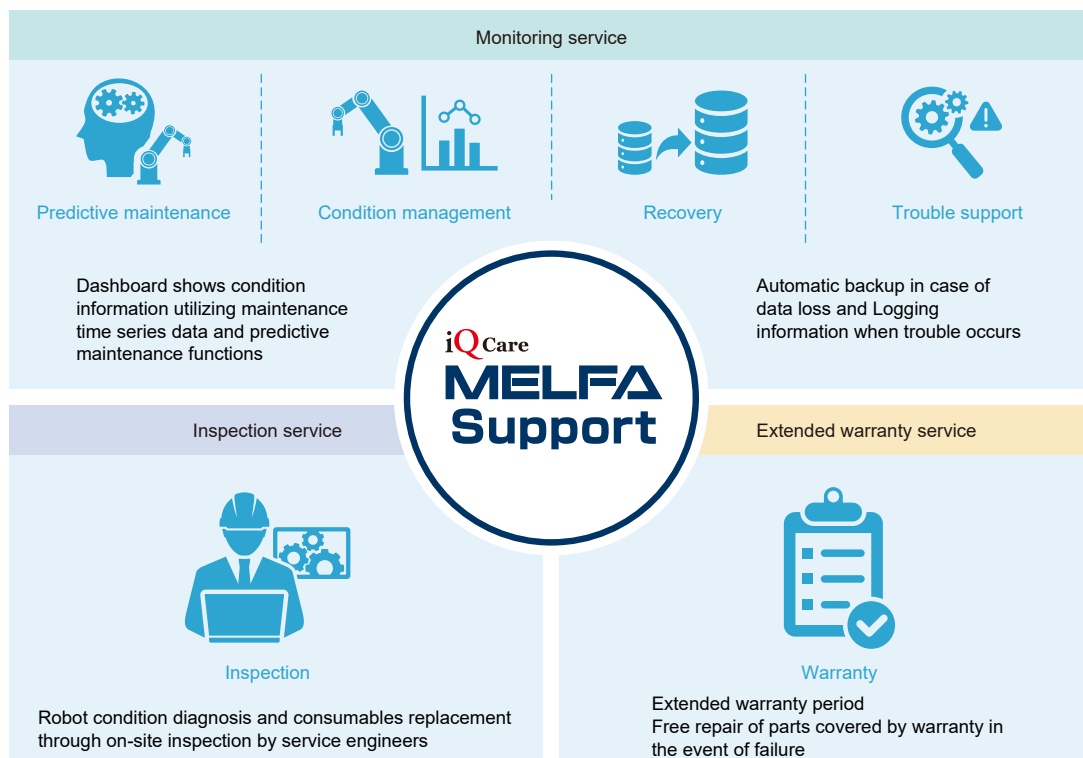 Monitoring service
Predictive maintenance
Condition management
Recovery
Trouble support
Dashboard shows condition
information utilizing maintenance
time series data and predictive
maintenance functions
Automatic backup in case of
data loss and Logging
information when trouble occurs
iQ Care
MELFA
Support
Inspection service
Extended warranty service
Inspection
Robot condition diagnosis and consumables replacement
through on-site inspection by service engineers
Warranty
Extended warranty period
Free repair of parts covered by warranty in
the event of failure